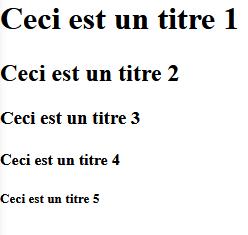 Ceci est un titre 1
Ceci est un titre 2
Ceci est un titre 3
Ceci est un titre 4
Ceci est un titre 5